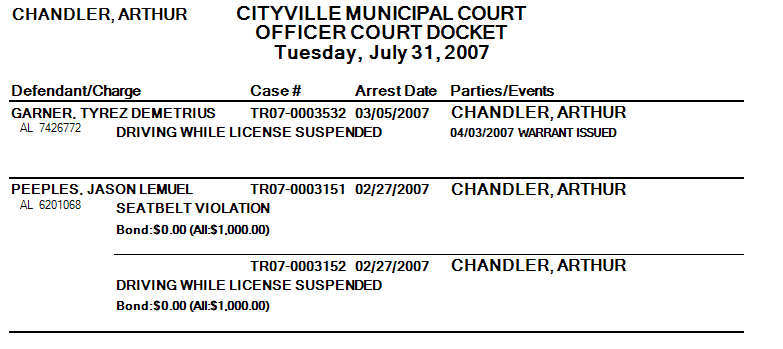 CHANDLER, ARTHUR CITYVILLE MUNICIPAL COURT
OFFICER COURT DOCKET
Tuesday, July 31, 2007
Defendant/Charge Case # Arrest Date Parties/Events
GARNER, TYREZ DEMETRIUS TR07-0003532 03/05/2007 CHANDLER, ARTHUR
AL 7426772 DRIVING WHILE LICENSE SUSPENDED 04/03/2007 WARRANT ISSUED
PEEPLES, JASON LEMUEL TR07-0003151 02/27/2007 CHANDLER, ARTHUR
AL 6201068 SEATBELT VIOLATION
Bond:$0.00 (All:$1,000.00)
TR07-0003152 02/27/2007 CHANDLER, ARTHUR
DRIVING WHILE LICENSE SUSPENDED
Bond:$0.00 (All:$1,000.00)